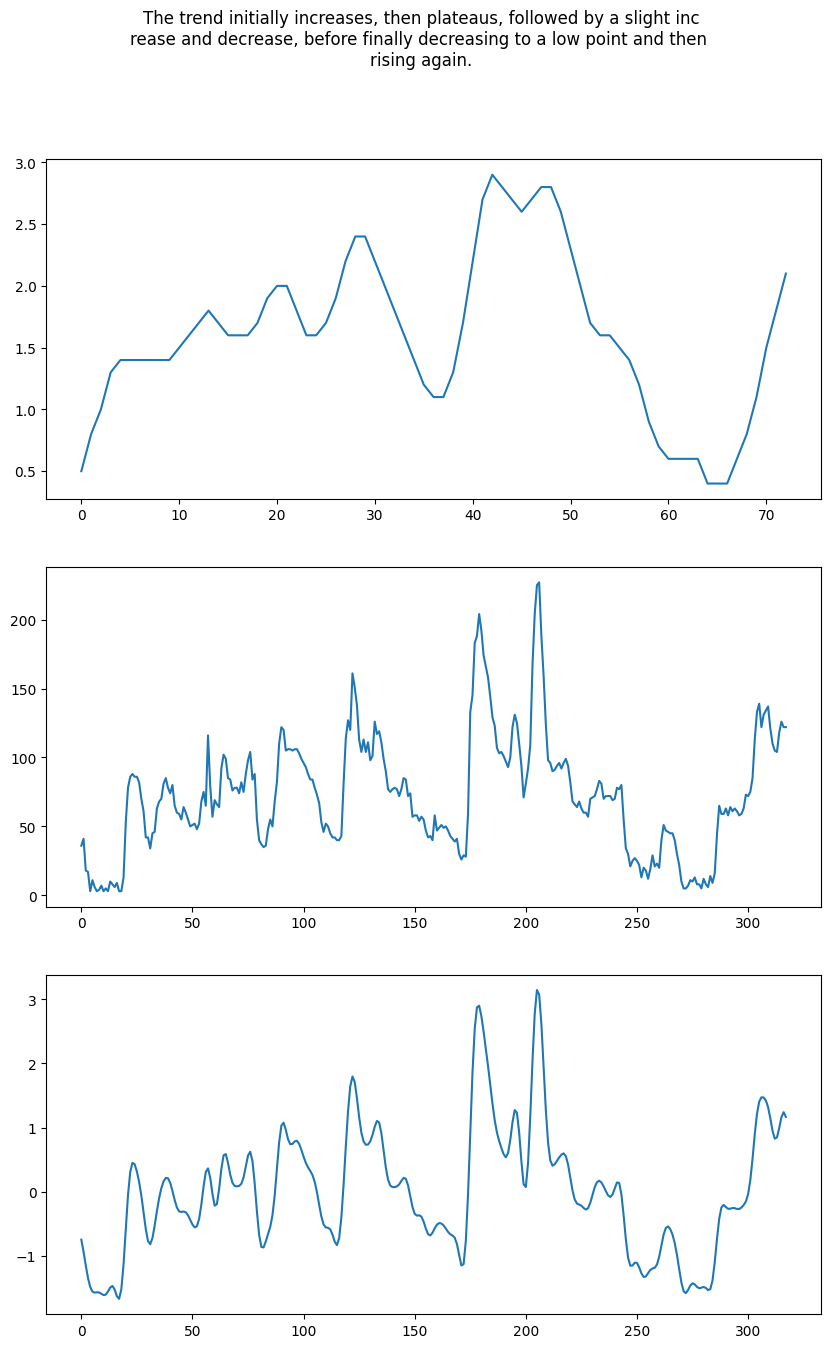 The trend initially increases, then plateaus, followed by a slight inc
rease and decrease, before finally decreasing to a low point and then
rising again.
3.0
2.5
2.0
1.5
1.0
0.5
0 10 20 30 40 50 60 70
200
150
100
50
0
0 50 100 150 200 250 300
3
2
1
0
−1
0 50 100 150 200 250 300